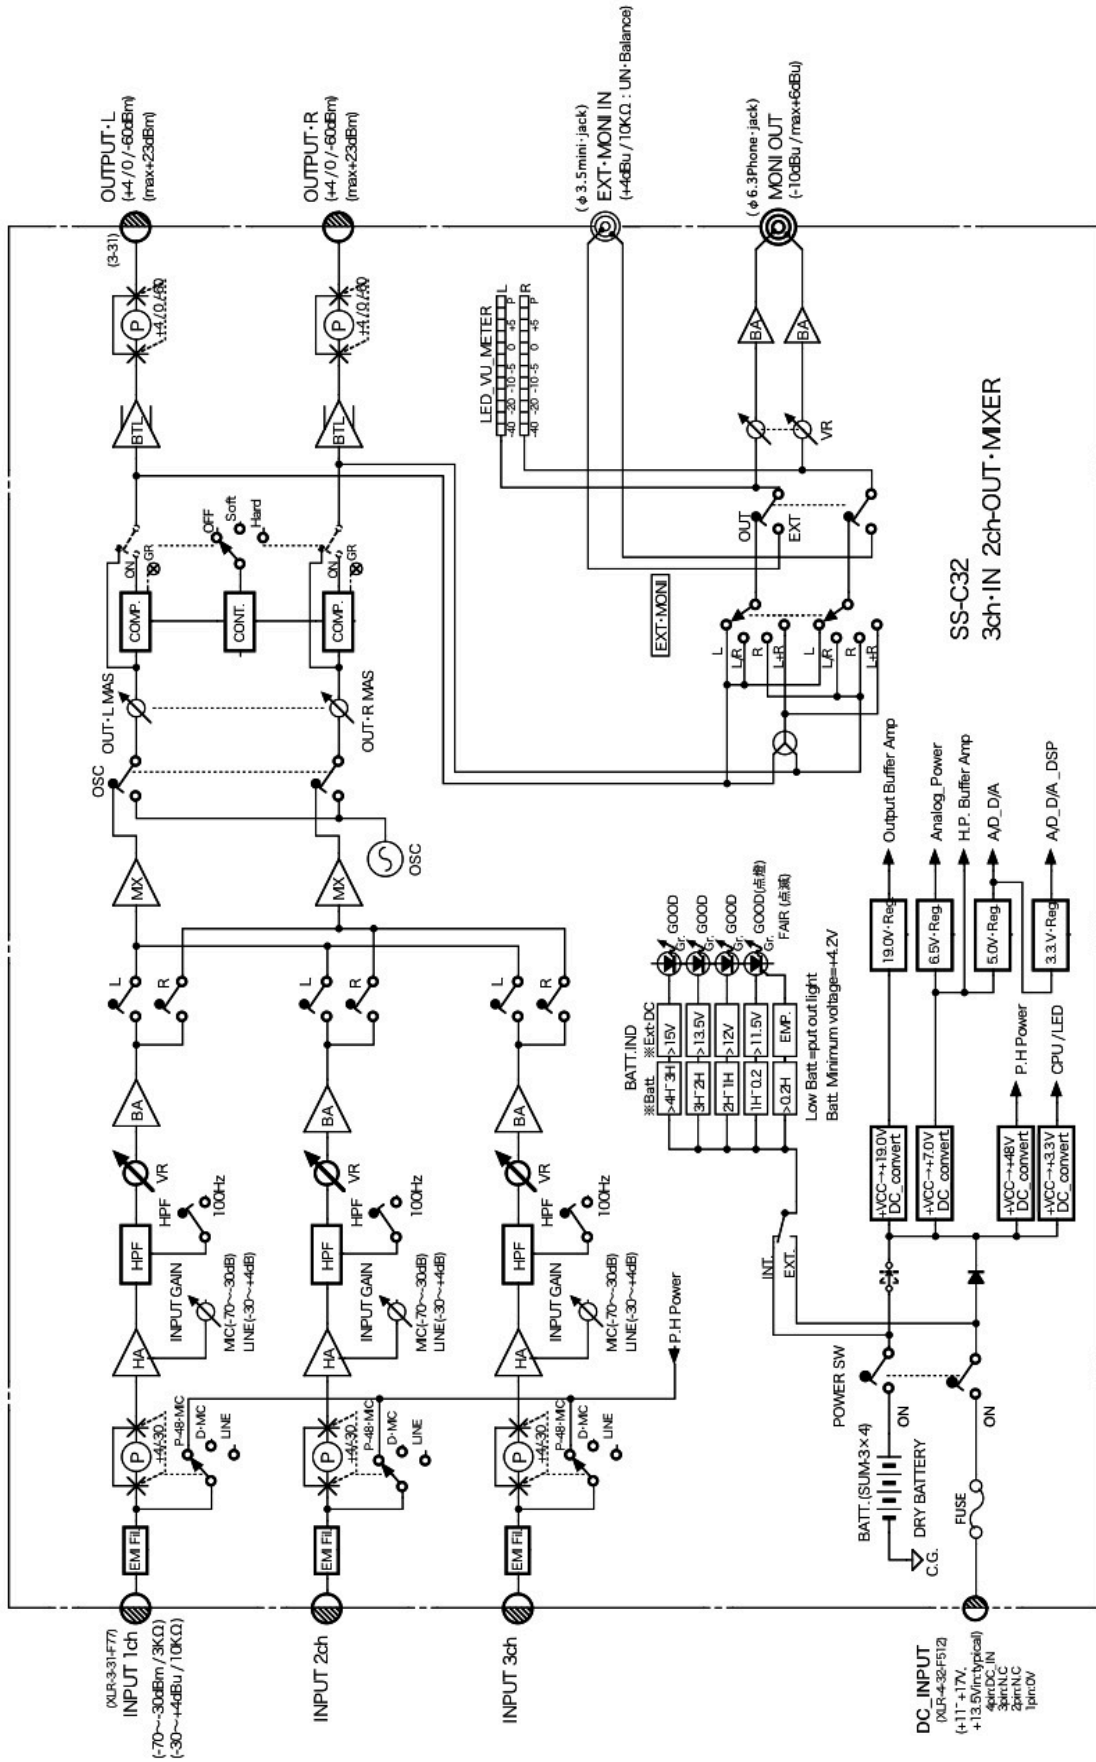 (XLR-3-31-F77)
INPUT 1ch
(-70〜-30dBm / 3KΩ)
(-30〜+4dBu / 10KΩ)
EMI Fil.
P
+4/-30
P-48-MIC
D-MIC
LINE
HA
INPUT GAIN
MIC(-70〜-30dB)
LINE(-30〜+4dB)
HPF
HPF
100Hz
VR
BA
L
R
MX
OSC
OUT・L MAS
COMP.
ON
GR
BTL
P
+4 / 0 / -60
(3-31)
OUTPUT・L
(+4 / 0 / -60dBm)
(max+23dBm)
CONT.
OFF
Soft
Hard
INPUT 2ch
EMI Fil.
P
+4/-30
P-48-MIC
D-MIC
LINE
HA
INPUT GAIN
MIC(-70〜-30dB)
LINE(-30〜+4dB)
HPF
HPF
100Hz
VR
BA
L
R
MX
OSC
OUT・R MAS
COMP.
ON
GR
BTL
P
+4 / 0 / -60
OUTPUT・R
(+4 / 0 / -60dBm)
(max+23dBm)
INPUT 3ch
EMI Fil.
P
+4/-30
P-48-MIC
D-MIC
LINE
HA
INPUT GAIN
MIC(-70〜-30dB)
LINE(-30〜+4dB)
HPF
HPF
100Hz
VR
BA
L
R
P.H Power
LED_VU_METER
-40 -20 -10 -5 0 +5 P L
-40 -20 -10 -5 0 +5 P R
(φ3.5mini・jack)
EXT・MONI IN
(+4dBu / 10KΩ : UN・Balance)
EXT・MONI
OUT
EXT
L
L/R
R
L+R
L
L/R
R
L+R
VR
BA
BA
(φ6.3Phone・jack)
MONI OUT
(-10dBu / max+6dBu)
BATT.IND
※Batt. ※Ext・DC
>4H~3H >15V Gr. GOOD
3H~2H >13.5V Gr. GOOD
2H~1H >12V Gr. GOOD
1H~0.2 >11.5V Gr. GOOD(点燈)
>0.2H EMP. FAIR (点滅)
Low Batt.=put out light
Batt. Minimum voltage=+4.2V
INT.
EXT.
POWER SW
ON
ON
BATT.(SUM-3×4)
DRY BATTERY
C.G.
FUSE
DC_INPUT
(XLR-4-32-F512)
(+11~+17V,
+13.5Vin:typical)
4pin:DC_IN
3pin:N.C
2pin:N.C
1pin:0V
+VCC→+19.0V
DC_convert
19.0V・Reg.
Output Buffer Amp
+VCC→+7.0V
DC_convert
6.5V・Reg.
Analog_Power
H.P. Buffer Amp
5.0V・Reg.
A/D_D/A
3.3.V・Reg.
A/D_D/A_DSP
+VCC→+48V
DC_convert
P.H Power
+VCC→+3.3V
DC_convert
CPU / LED
SS-C32
3ch・IN 2ch-OUT・MIXER